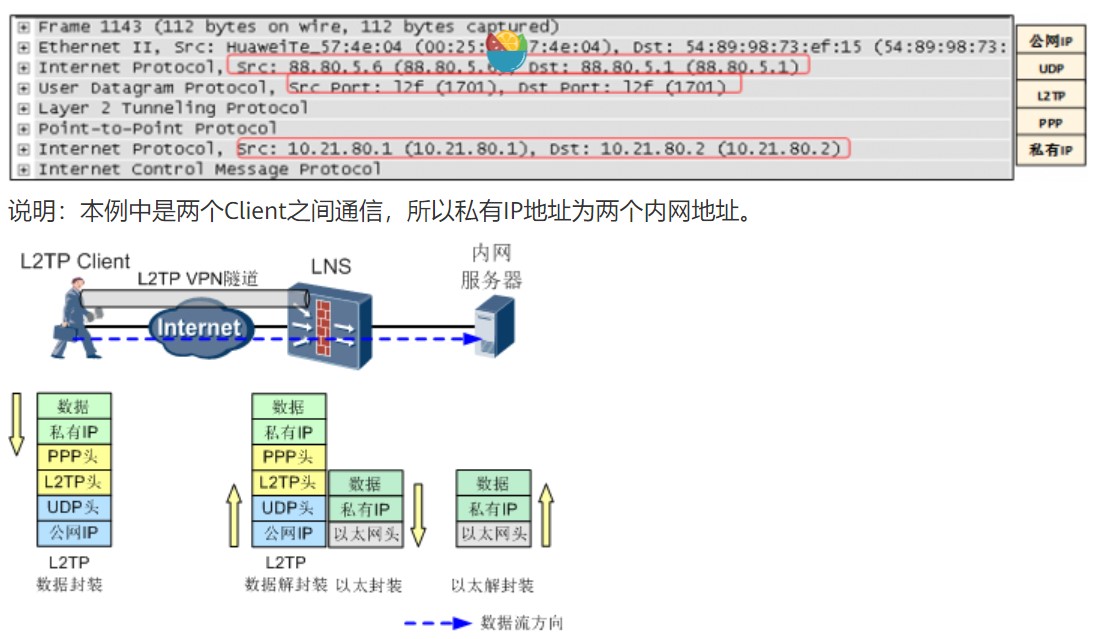 Frame 1143 (112 bytes on wire, 112 bytes captured)
Ethernet II, Src: HuaweiTe_57:4e:04 (00:25: 7:4e:04), Dst: 54:89:98:73:ef:15 (54:89:98:73:
Internet Protocol, Src: 88.80.5.6 (88.80.5. ), Dst: 88.80.5.1 (88.80.5.1)
User Datagram Protocol, Src Port: l2f (1701), Dst Port: l2f (1701)
Layer 2 Tunneling Protocol
Point-to-Point Protocol
Internet Protocol, Src: 10.21.80.1 (10.21.80.1), Dst: 10.21.80.2 (10.21.80.2)
Internet Control Message Protocol
公网IP
UDP
L2TP
PPP
私有IP
说明：本例中是两个Client之间通信，所以私有IP地址为两个内网地址。
L2TP Client
L2TP VPN隧道
LNS
内网
服务器
Internet
数据
私有IP
PPP头
L2TP头
UDP头
公网IP
L2TP
数据封装
数据
私有IP
PPP头
L2TP头
UDP头
公网IP
L2TP
数据解封装
数据
私有IP
以太网头
以太封装
数据
私有IP
以太网头
以太解封装
数据流方向